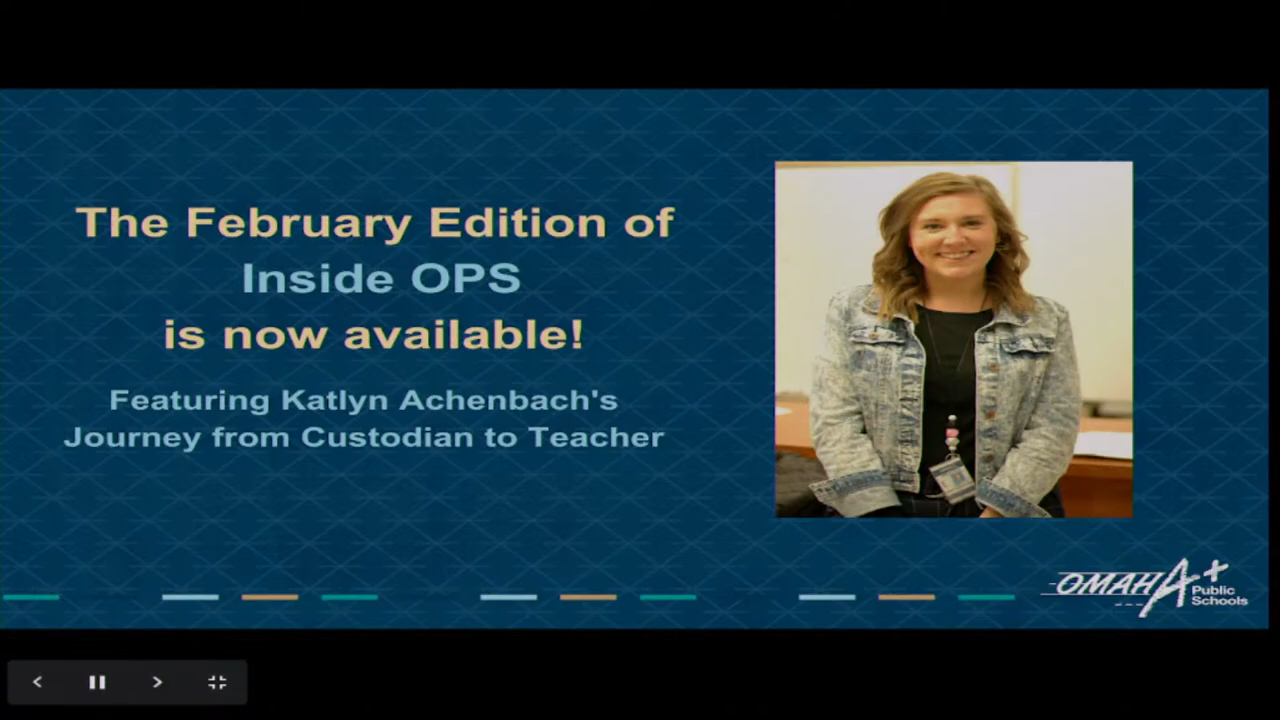 The February Edition of
Inside OPS
is now available!
Featuring Katlyn Achenbach's
Journey from Custodian to Teacher
OMAHA+
Public
Schools